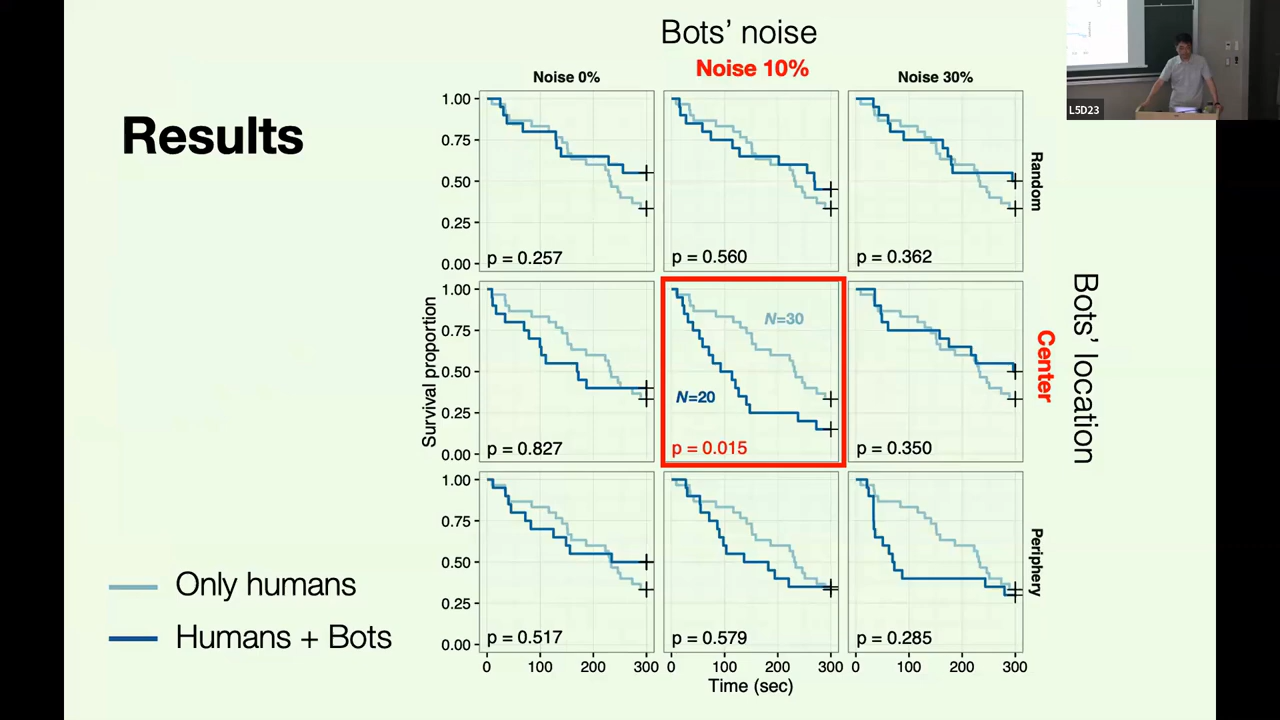 Bots' noise
Noise 0%
Noise 10%
Noise 30%
L5D23
Results
1.00
0.75
0.50
0.25
0.00
p = 0.257
p = 0.560
p = 0.362
Random
Survival proportion
1.00
0.75
0.50
0.25
0.00
p = 0.827
N=30
N=20
p = 0.015
p = 0.350
Center
Bots' location
1.00
0.75
0.50
0.25
0.00
p = 0.517
p = 0.579
p = 0.285
Periphery
0 100 200 300
0 100 200 300
0 100 200 300
Time (sec)
Only humans
Humans + Bots